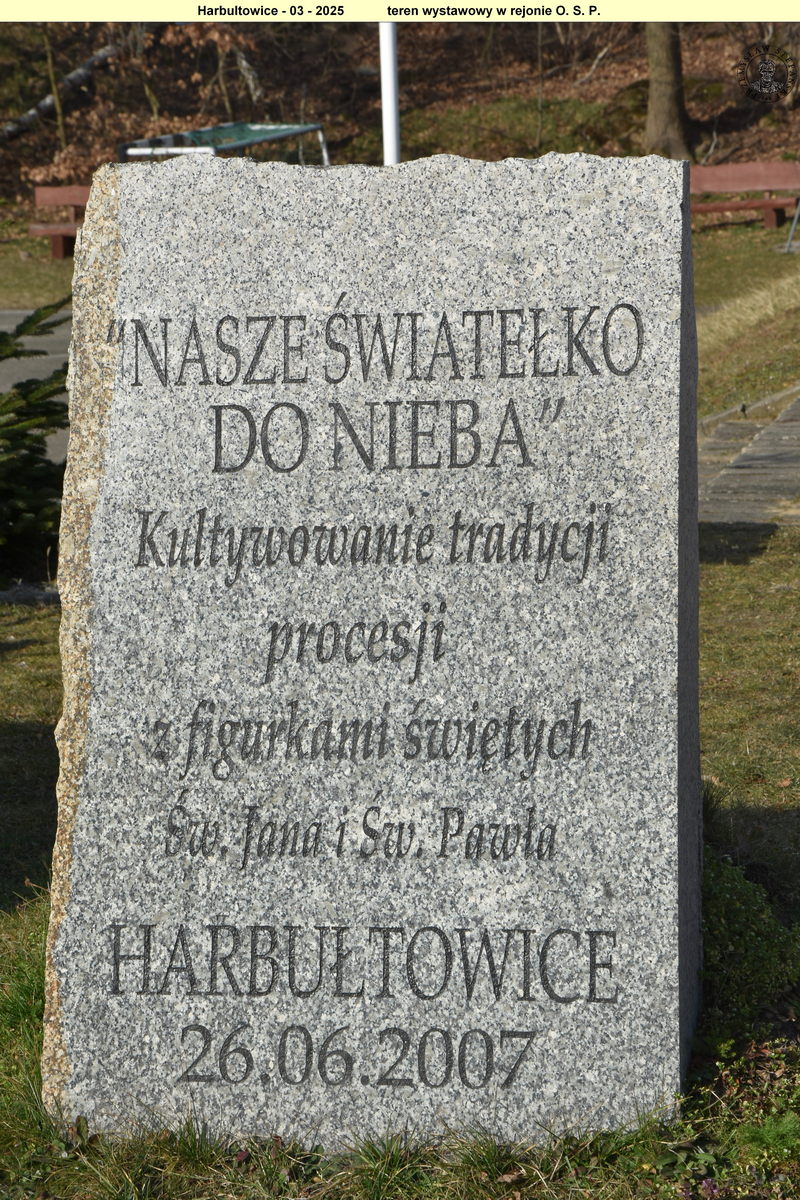 Harbułtowice - 03 - 2025 teren wystawowy w rejonie O. S. P.
"NASZE ŚWIATEŁKO
DO NIEBA"
Kultywowanie tradycji
procesji
z figurkami świętych
Św. Jana i Św. Pawła
HARBUŁTOWICE
26.06.2007